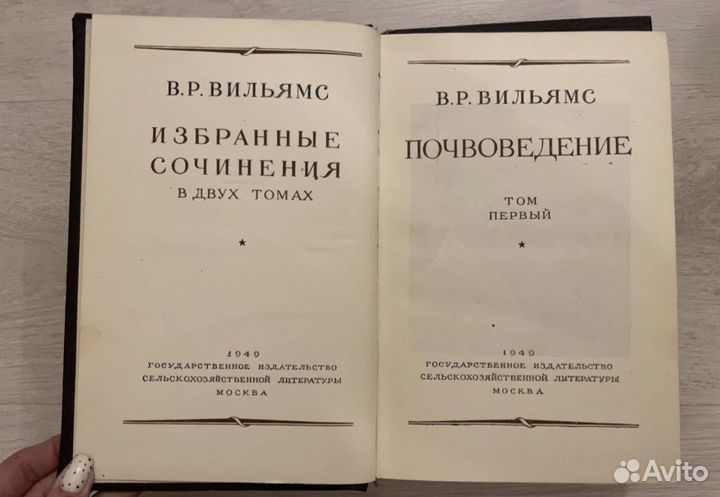 В.Р. ВИЛЬЯМС
ИЗБРАННЫЕ
СОЧИНЕНИЯ
В ДВУХ ТОМАХ
1949
ГОСУДАРСТВЕННОЕ ИЗДАТЕЛЬСТВО
СЕЛЬСКОХОЗЯЙСТВЕННОЙ ЛИТЕРАТУРЫ
МОСКВА
В.Р. ВИЛЬЯМС
ПОЧВОВЕДЕНИЕ
ТОМ
ПЕРВЫЙ
1949
ГОСУДАРСТВЕННОЕ ИЗДАТЕЛЬСТВО
СЕЛЬСКОХОЗЯЙСТВЕННОЙ ЛИТЕРАТУРЫ
МОСКВА
Avito